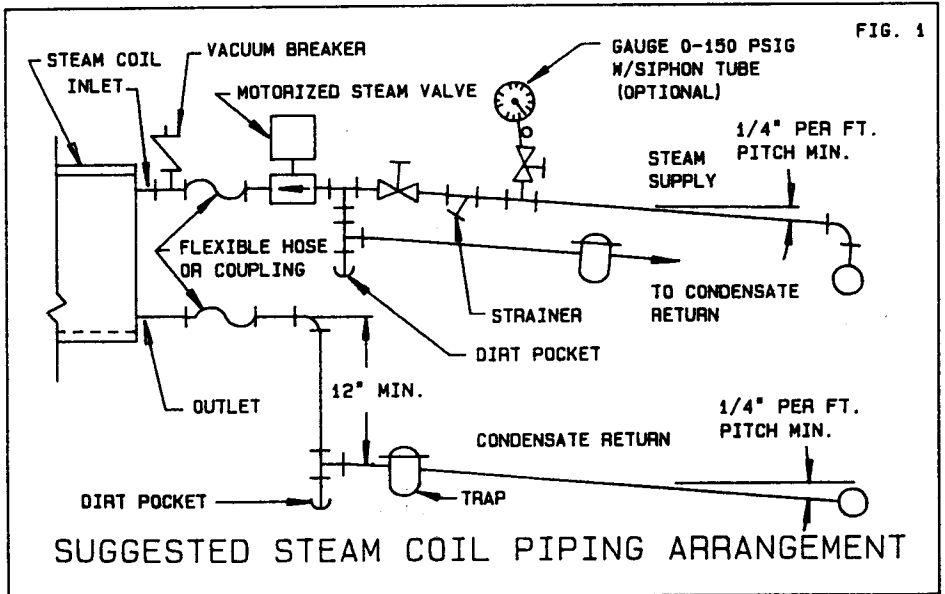 FIG. 1
STEAM COIL
INLET
VACUUM BREAKER
MOTORIZED STEAM VALVE
GAUGE 0-150 PSIG
W/SIPHON TUBE
(OPTIONAL)
1/4" PER FT.
PITCH MIN.
STEAM
SUPPLY
FLEXIBLE HOSE
OR COUPLING
TO CONDENSATE
RETURN
STRAINER
DIRT POCKET
OUTLET
12" MIN.
1/4" PER FT.
PITCH MIN.
CONDENSATE RETURN
DIRT POCKET
TRAP
SUGGESTED STEAM COIL PIPING ARRANGEMENT